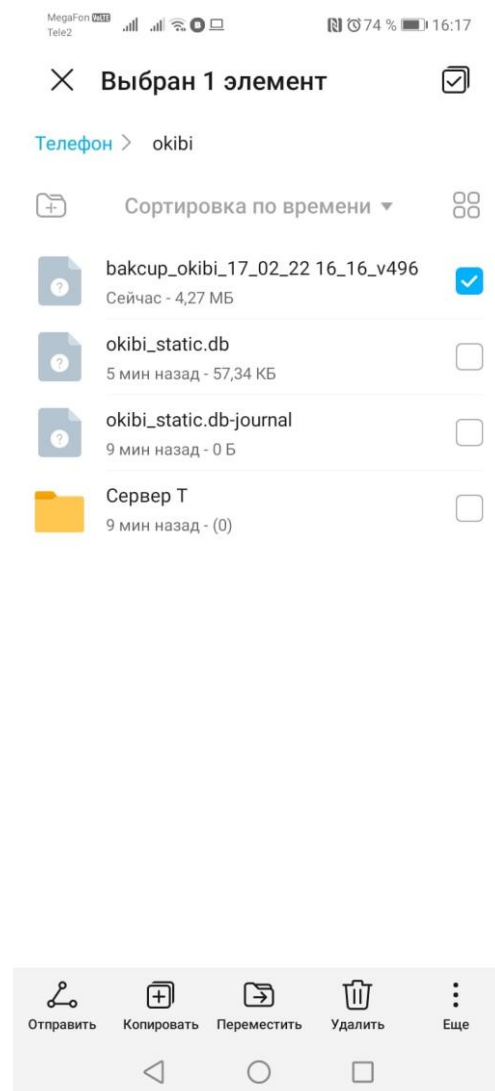 MegaFon VoLTE
Tele2
74 % 16:17
Выбран 1 элемент
Телефон > okibi
Сортировка по времени
bakcup_okibi_17_02_22 16_16_v496
Сейчас - 4,27 МБ
okibi_static.db
5 мин назад - 57,34 КБ
okibi_static.db-journal
9 мин назад - 0 Б
Сервер Т
9 мин назад - (0)
Отправить Копировать Переместить Удалить Еще